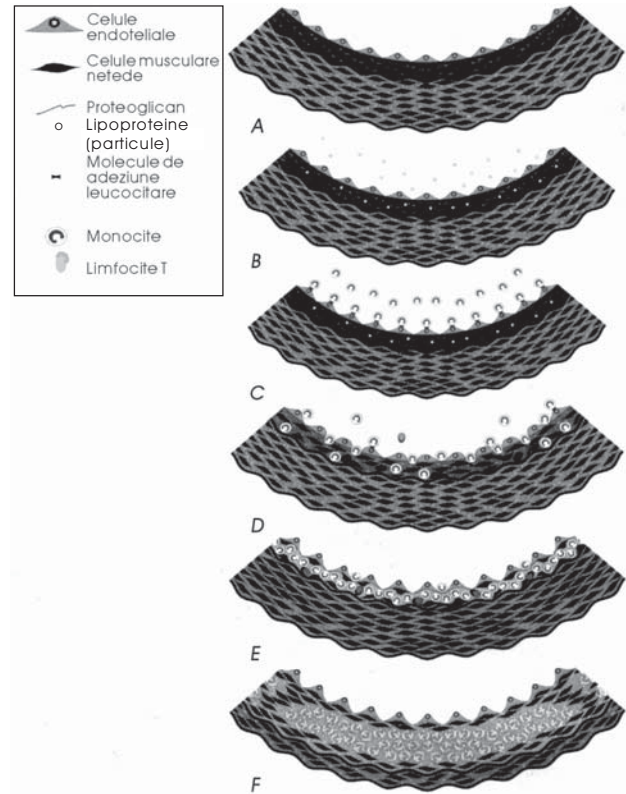 Celule
endoteliale
Celule musculare
netede
Proteoglican
Lipoproteine
(particule)
Molecule de
adeziune
leucocitare
Monocite
Limfocite T
A
B
C
D
E
F